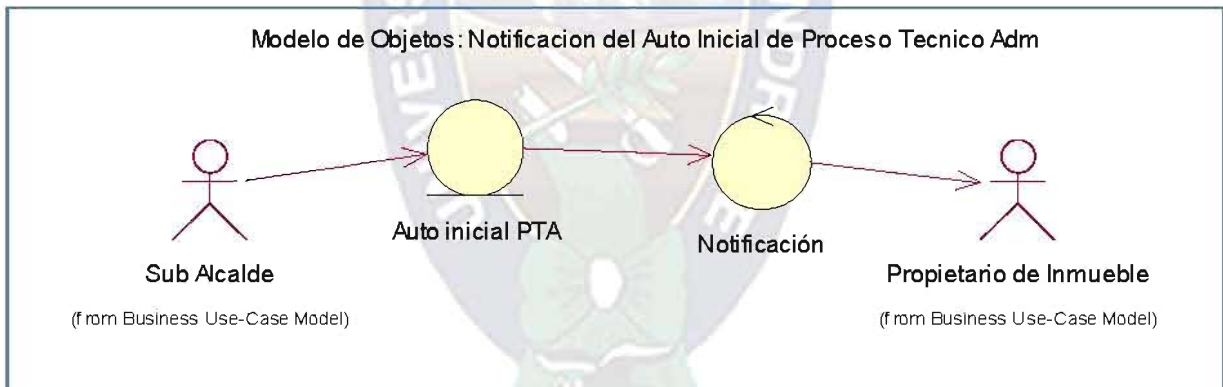 Modelo de Objetos: Notificacion del Auto Inicial de Proceso Tecnico Adm
Auto inicial PTA
Notificación
Sub Alcalde
Propietario de Inmueble
(from Business Use-Case Model)
(from Business Use-Case Model)